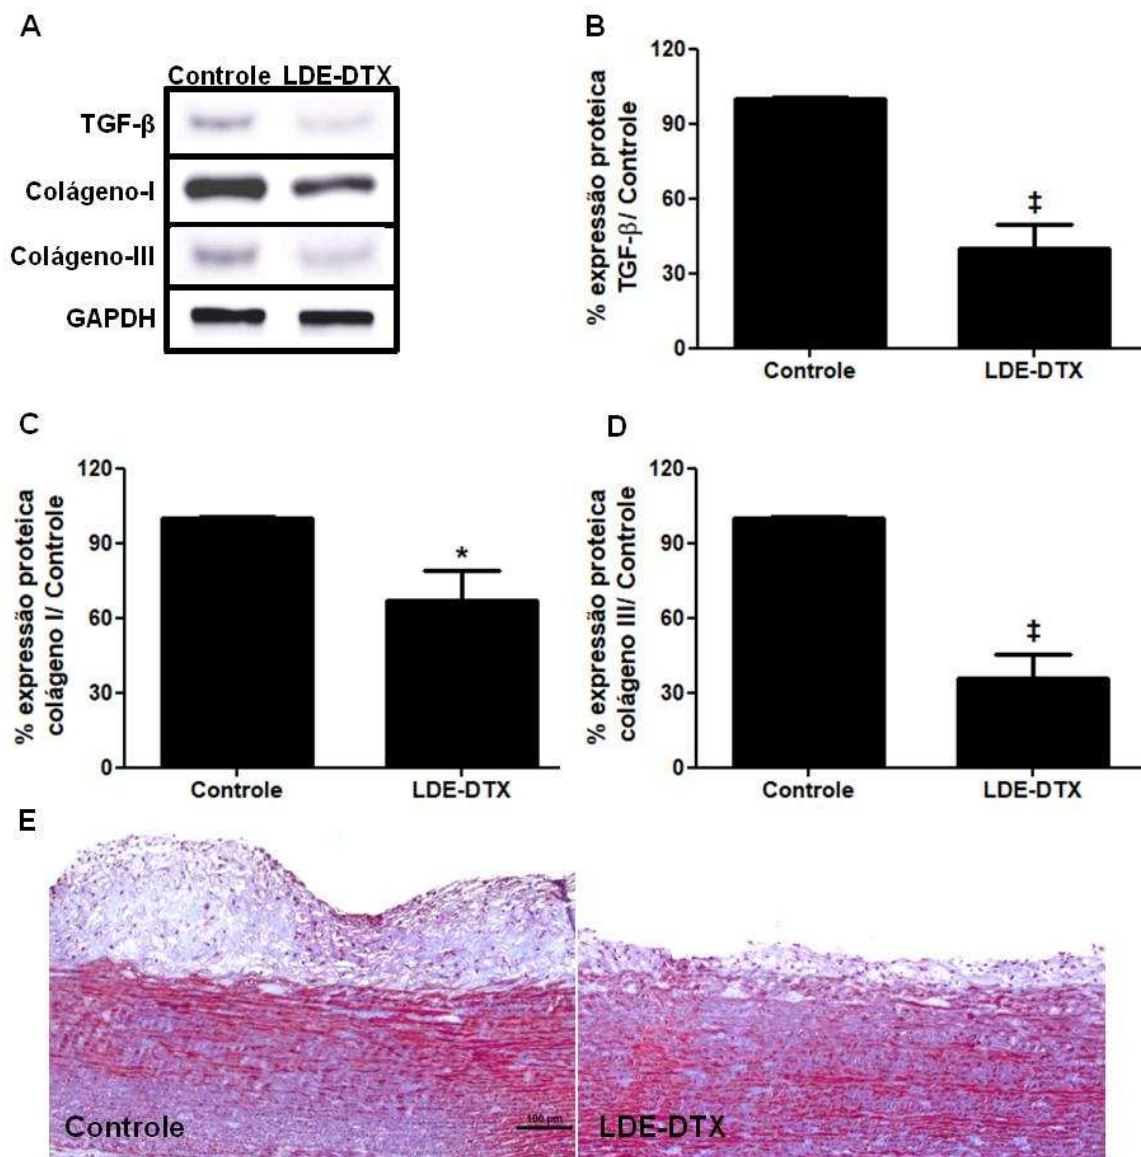 A
Controle LDE-DTX
TGF-β
Colágeno-I
Colágeno-III
GAPDH
B
% expressão proteica
TGF-β/ Controle
120
90
60
30
0
‡
Controle
LDE-DTX
C
% expressão proteica
colágeno I/ Controle
120
90
60
30
0
*
Controle
LDE-DTX
D
% expressão proteica
colágeno III/ Controle
120
90
60
30
0
‡
Controle
LDE-DTX
E
Controle
100 µm
LDE-DTX